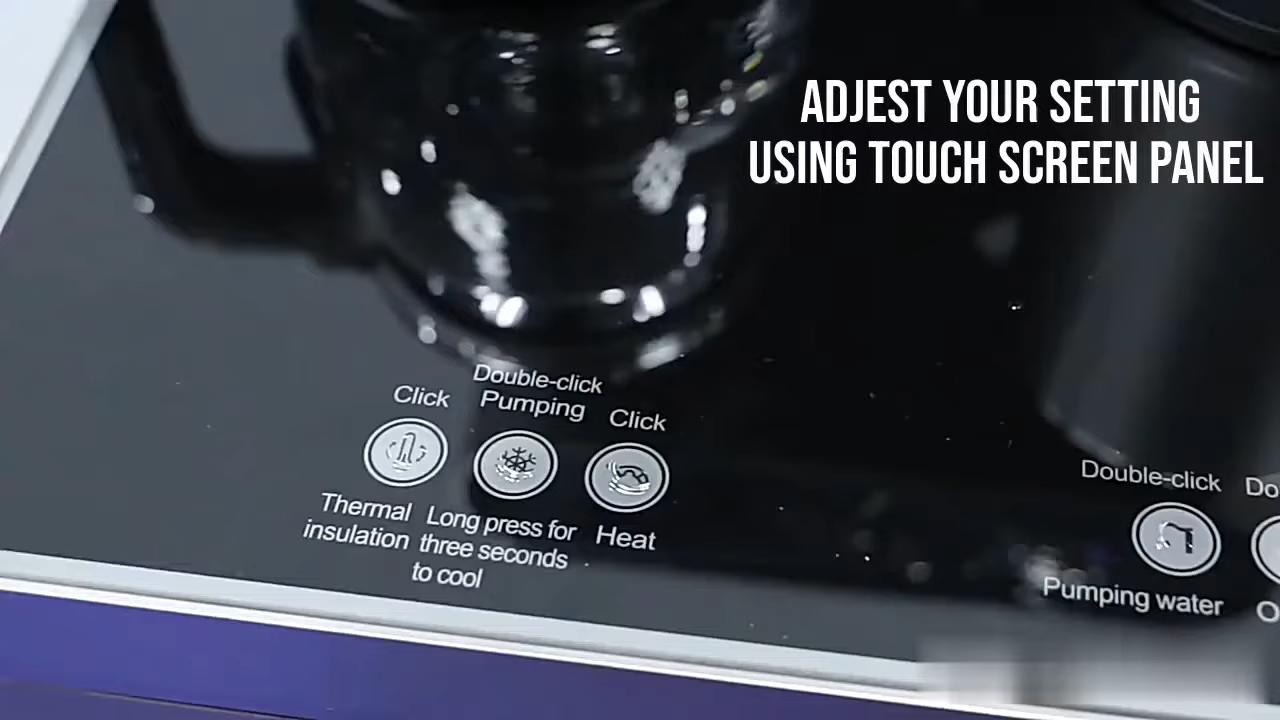 ADJEST YOUR SETTING
USING TOUCH SCREEN PANEL
Click
Double-click
Pumping
Click
Thermal
insulation
Long press for
three seconds
to cool
Heat
Double-click
Pumping water